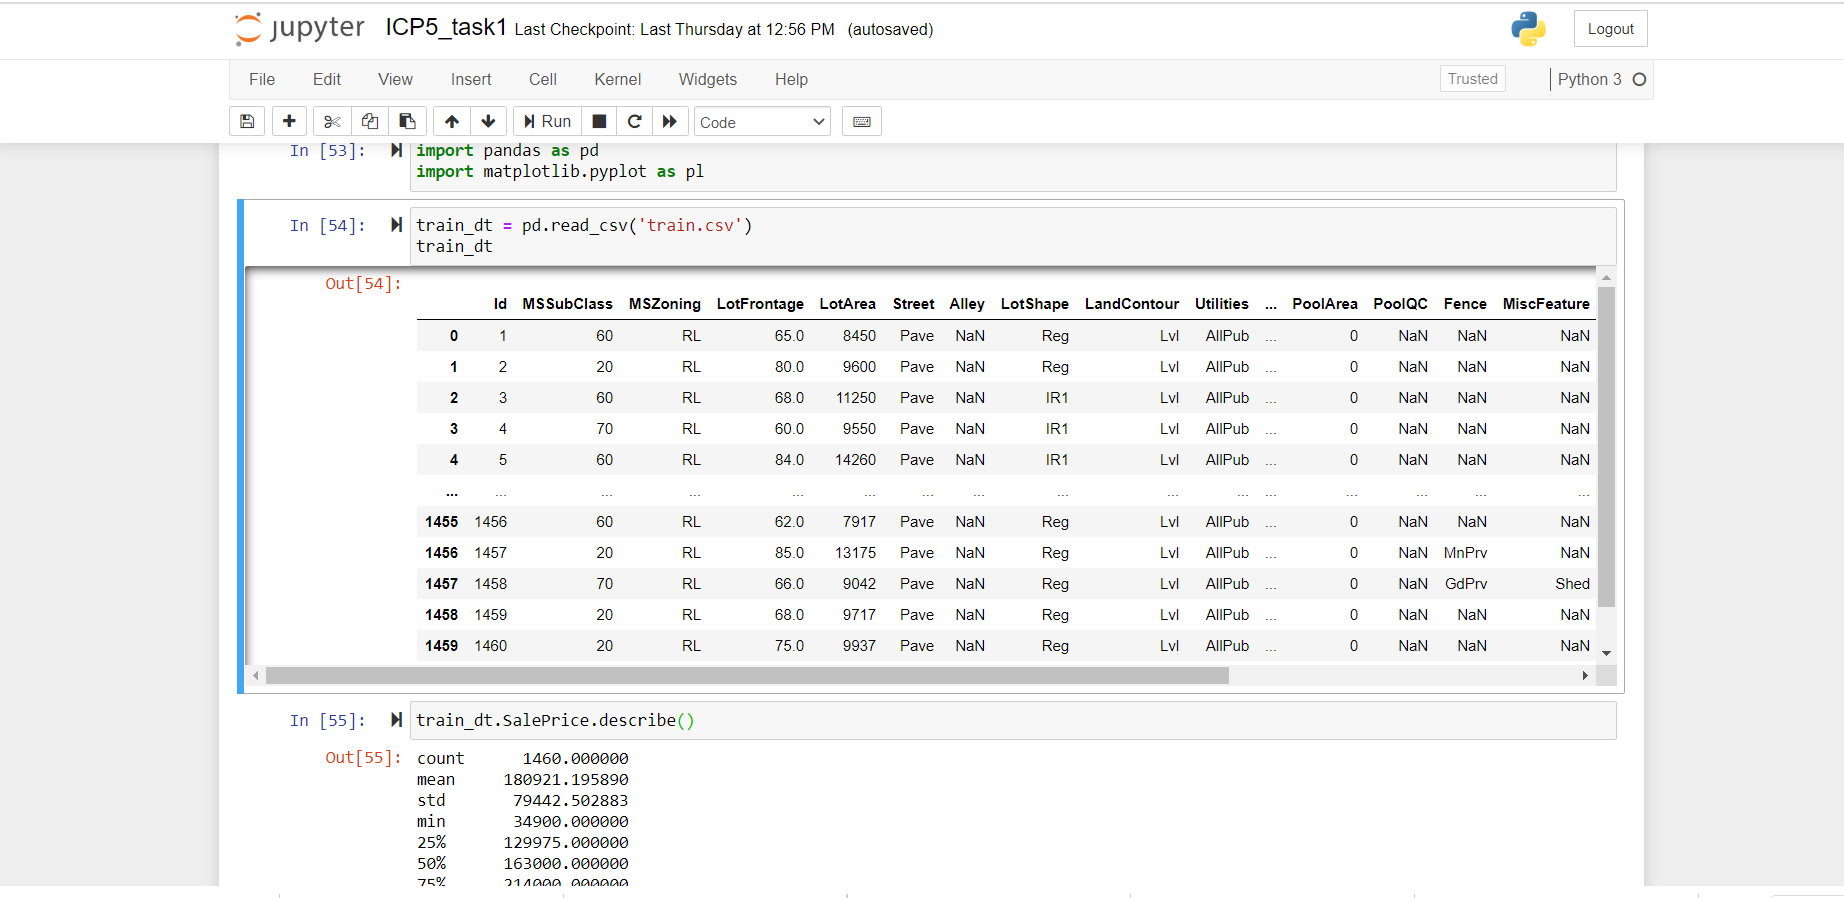 jupyter ICP5_task1 Last Checkpoint: Last Thursday at 12:56 PM (autosaved) Logout
File Edit View Insert Cell Kernel Widgets Help Trusted Python 3
Run Code
In [53]: import pandas as pd
import matplotlib.pyplot as pl
In [54]: train_dt = pd.read_csv('train.csv')
train_dt
Out[54]:
Id MSSubClass MSZoning LotFrontage LotArea Street Alley LotShape LandContour Utilities ... PoolArea PoolQC Fence MiscFeature
0 1 60 RL 65.0 8450 Pave NaN Reg Lvl AllPub ... 0 NaN NaN NaN
1 2 20 RL 80.0 9600 Pave NaN Reg Lvl AllPub ... 0 NaN NaN NaN
2 3 60 RL 68.0 11250 Pave NaN IR1 Lvl AllPub ... 0 NaN NaN NaN
3 4 70 RL 60.0 9550 Pave NaN IR1 Lvl AllPub ... 0 NaN NaN NaN
4 5 60 RL 84.0 14260 Pave NaN IR1 Lvl AllPub ... 0 NaN NaN NaN
... ... ... ... ... ... ... ... ... ... ... ... ... ... ... ...
1455 1456 60 RL 62.0 7917 Pave NaN Reg Lvl AllPub ... 0 NaN NaN NaN
1456 1457 20 RL 85.0 13175 Pave NaN Reg Lvl AllPub ... 0 NaN MnPrv NaN
1457 1458 70 RL 66.0 9042 Pave NaN Reg Lvl AllPub ... 0 NaN GdPrv Shed
1458 1459 20 RL 68.0 9717 Pave NaN Reg Lvl AllPub ... 0 NaN NaN NaN
1459 1460 20 RL 75.0 9937 Pave NaN Reg Lvl AllPub ... 0 NaN NaN NaN
In [55]: train_dt.SalePrice.describe()
Out[55]: count 1460.000000
mean 180921.195890
std 79442.502883
min 34900.000000
25% 129975.000000
50% 163000.000000
75% 214000.000000